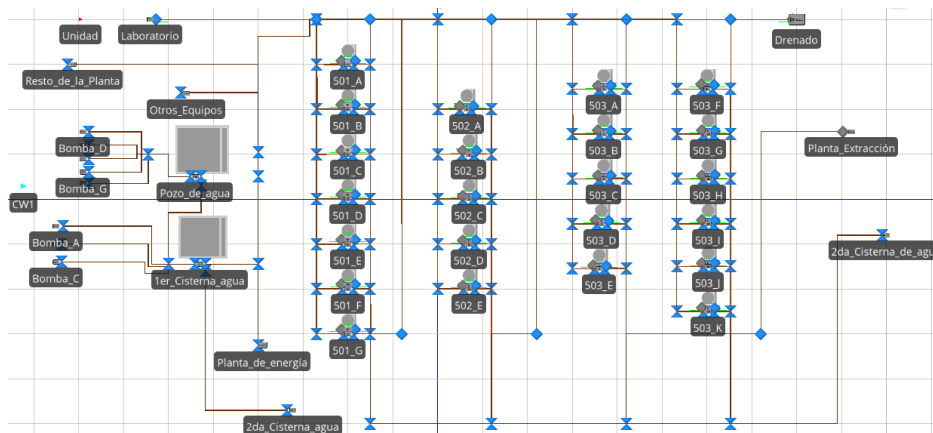 Unidad
Laboratorio
Drenado
Resto_de_la_Planta
Otros_Equipos
501_A
501_B
501_C
501_D
501_E
501_F
501_G
502_A
502_B
502_C
502_D
502_E
503_A
503_B
503_C
503_D
503_E
503_F
503_G
503_H
503_I
503_J
503_K
Bomba_D
Bomba_G
Pozo_de_agua
CW1
Bomba_A
Bomba_C
1er_Cisterna_agua
Planta_de_energía
2da_Cisterna_agua
Planta_Extracción
2da_Cisterna_de_agu